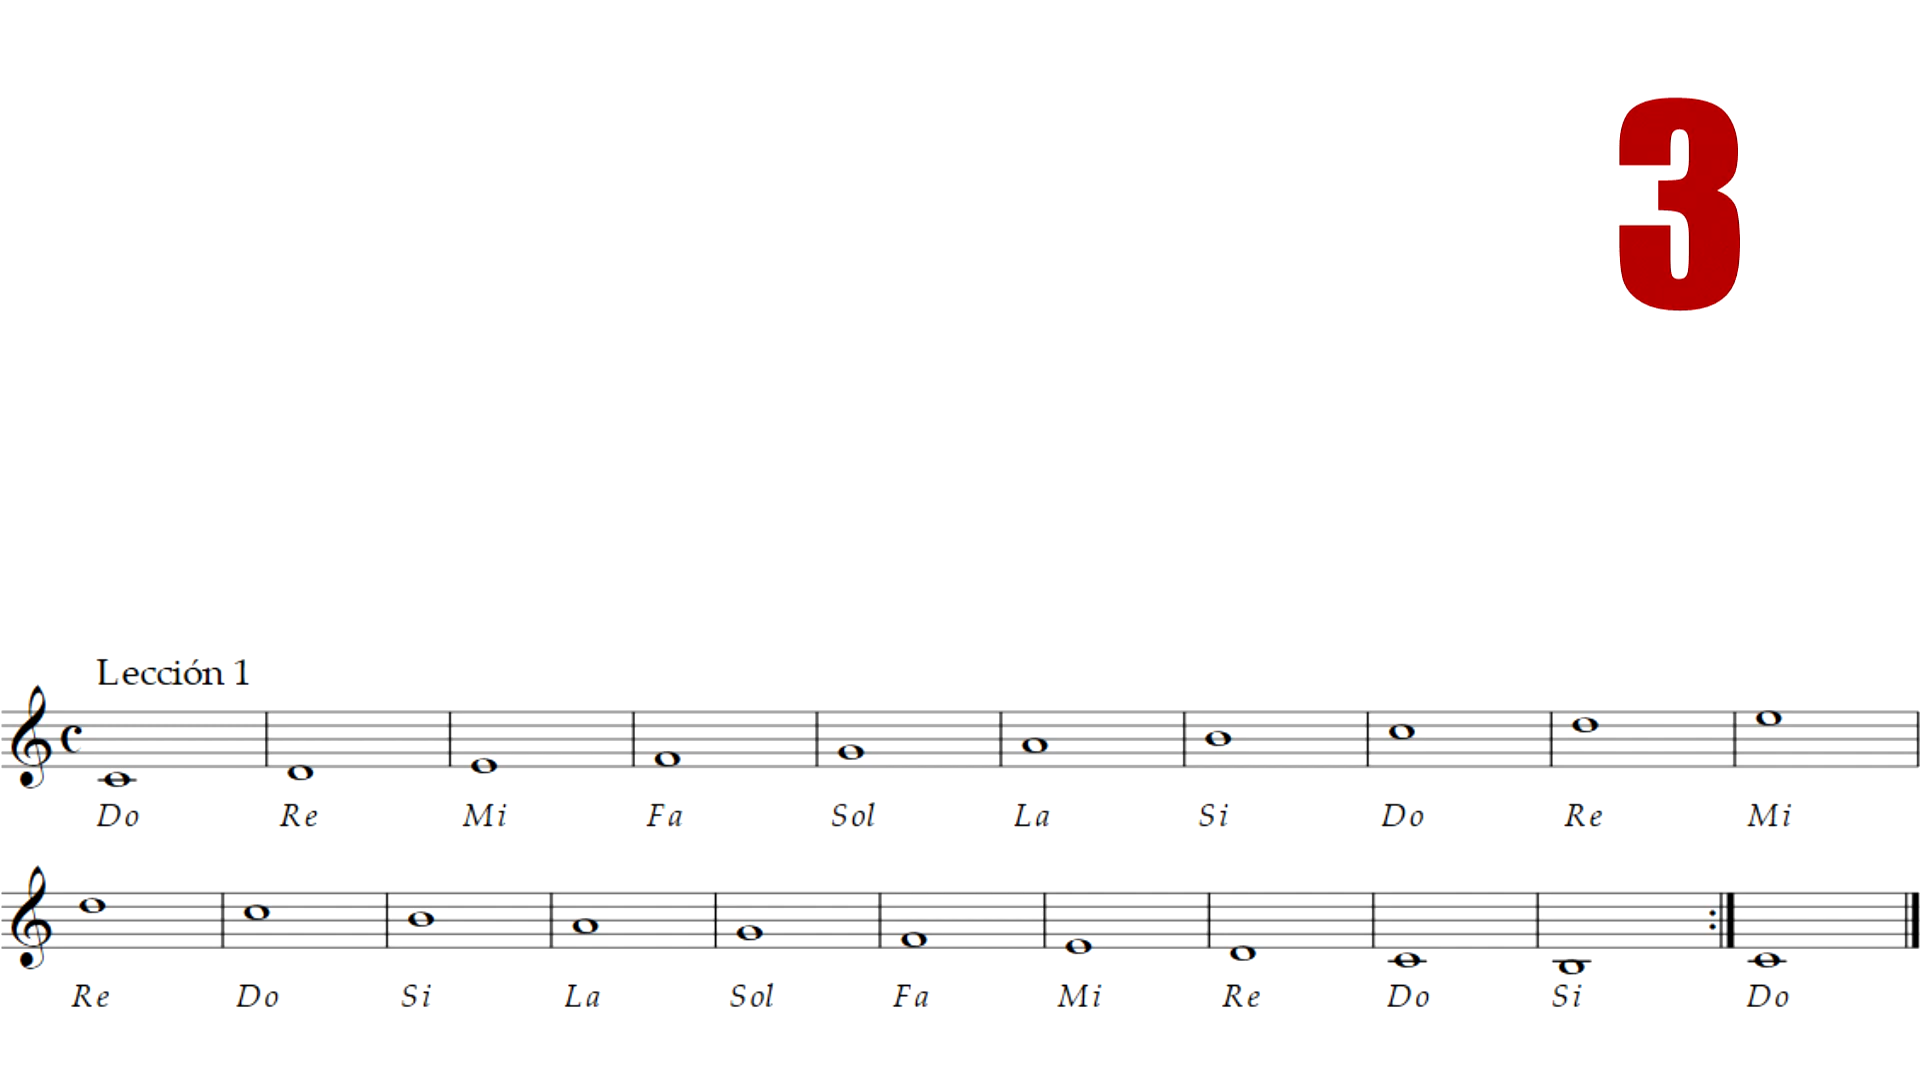 3
Lección 1
Do Re Mi Fa Sol La Si Do Re Mi
Re Do Si La Sol Fa Mi Re Do Si Do